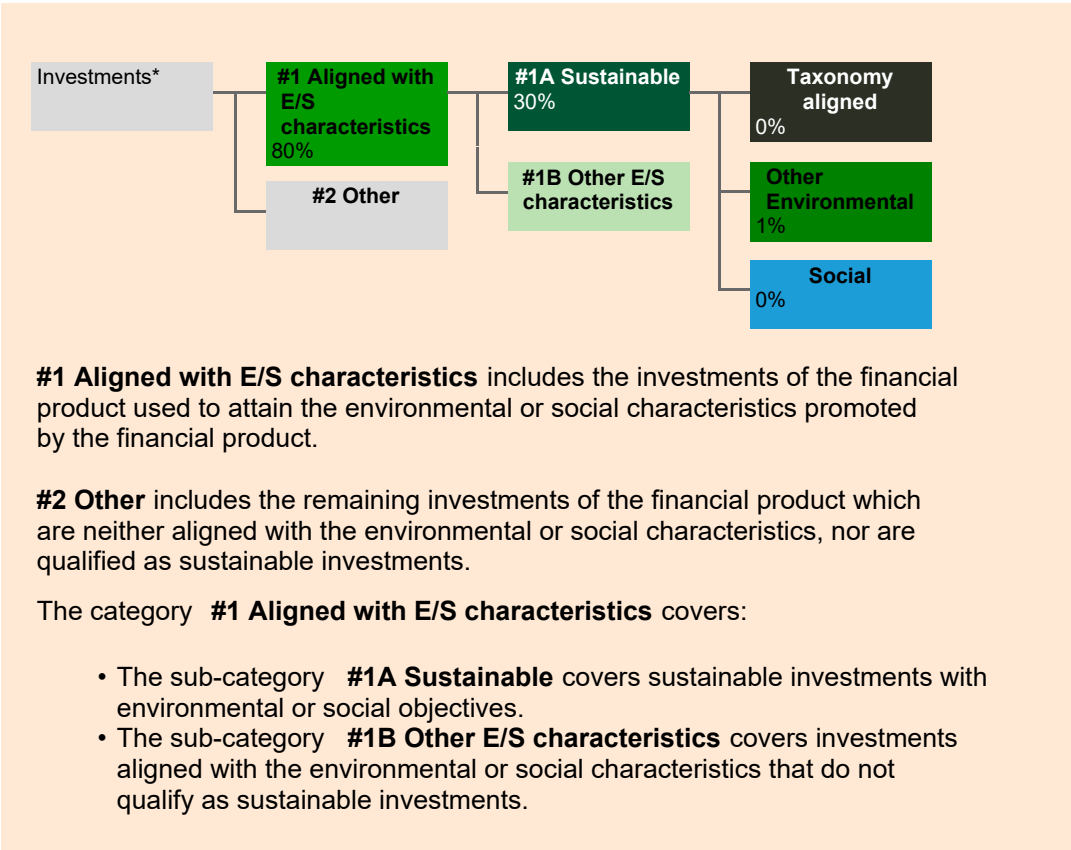 Investments*
#1 Aligned with
E/S
characteristics
80%
#2 Other
#1A Sustainable
30%
#1B Other E/S
characteristics
Taxonomy
aligned
0%
Other
Environmental
1%
Social
0%
#1 Aligned with E/S characteristics includes the investments of the financial
product used to attain the environmental or social characteristics promoted
by the financial product.
#2 Other includes the remaining investments of the financial product which
are neither aligned with the environmental or social characteristics, nor are
qualified as sustainable investments.
The category #1 Aligned with E/S characteristics covers:
• The sub-category #1A Sustainable covers sustainable investments with
environmental or social objectives.
• The sub-category #1B Other E/S characteristics covers investments
aligned with the environmental or social characteristics that do not
qualify as sustainable investments.